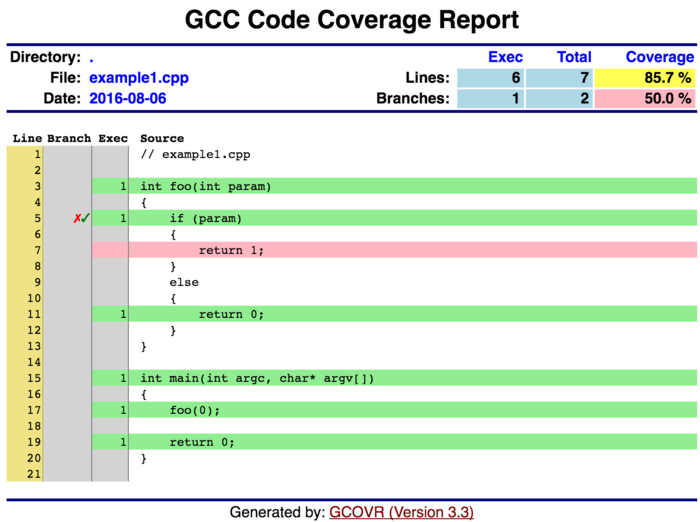 GCC Code Coverage Report
Directory: . Exec Total Coverage
File: example1.cpp Lines: 6 7 85.7 %
Date: 2016-08-06 Branches: 1 2 50.0 %
Line Branch Exec Source
1 // example1.cpp
2
3 1 int foo(int param)
4 {
5 ✗✓ 1 if (param)
6 {
7 return 1;
8 }
9 else
10 {
11 1 return 0;
12 }
13 }
14
15 1 int main(int argc, char* argv[])
16 {
17 1 foo(0);
18
19 1 return 0;
20 }
21
Generated by: GCOVR (Version 3.3)